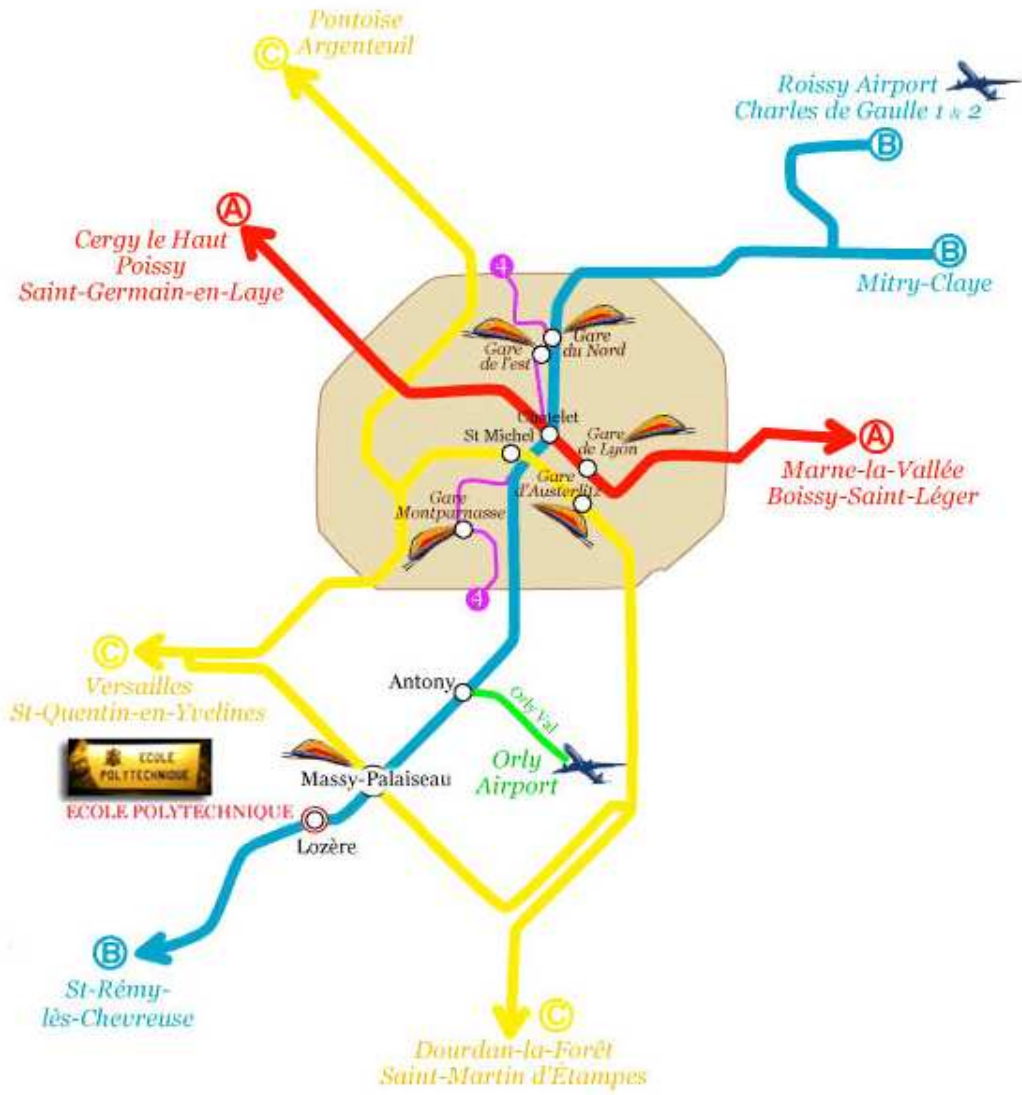 Pontoise
Argenteuil
C
Roissy Airport
Charles de Gaulle 1 & 2
B
A
Cergy le Haut
Poissy
Saint-Germain-en-Laye
4
B
Mitry-Claye
Gare
du Nord
Gare
de l'est
Chatelet
St Michel
Gare
de Lyon
A
Marne-la-Vallée
Boissy-Saint-Léger
Gare
d'Austerlitz
Gare
Montparnasse
4
C
Versailles
St-Quentin-en-Yvelines
Antony
Orly Val
Orly
Airport
ECOLE
POLYTECHNIQUE
Massy-Palaiseau
ECOLE POLYTECHNIQUE
Lozère
B
St-Rémy-
lès-Chevreuse
C
Dourdan-la-Forêt
Saint-Martin d'Étampes